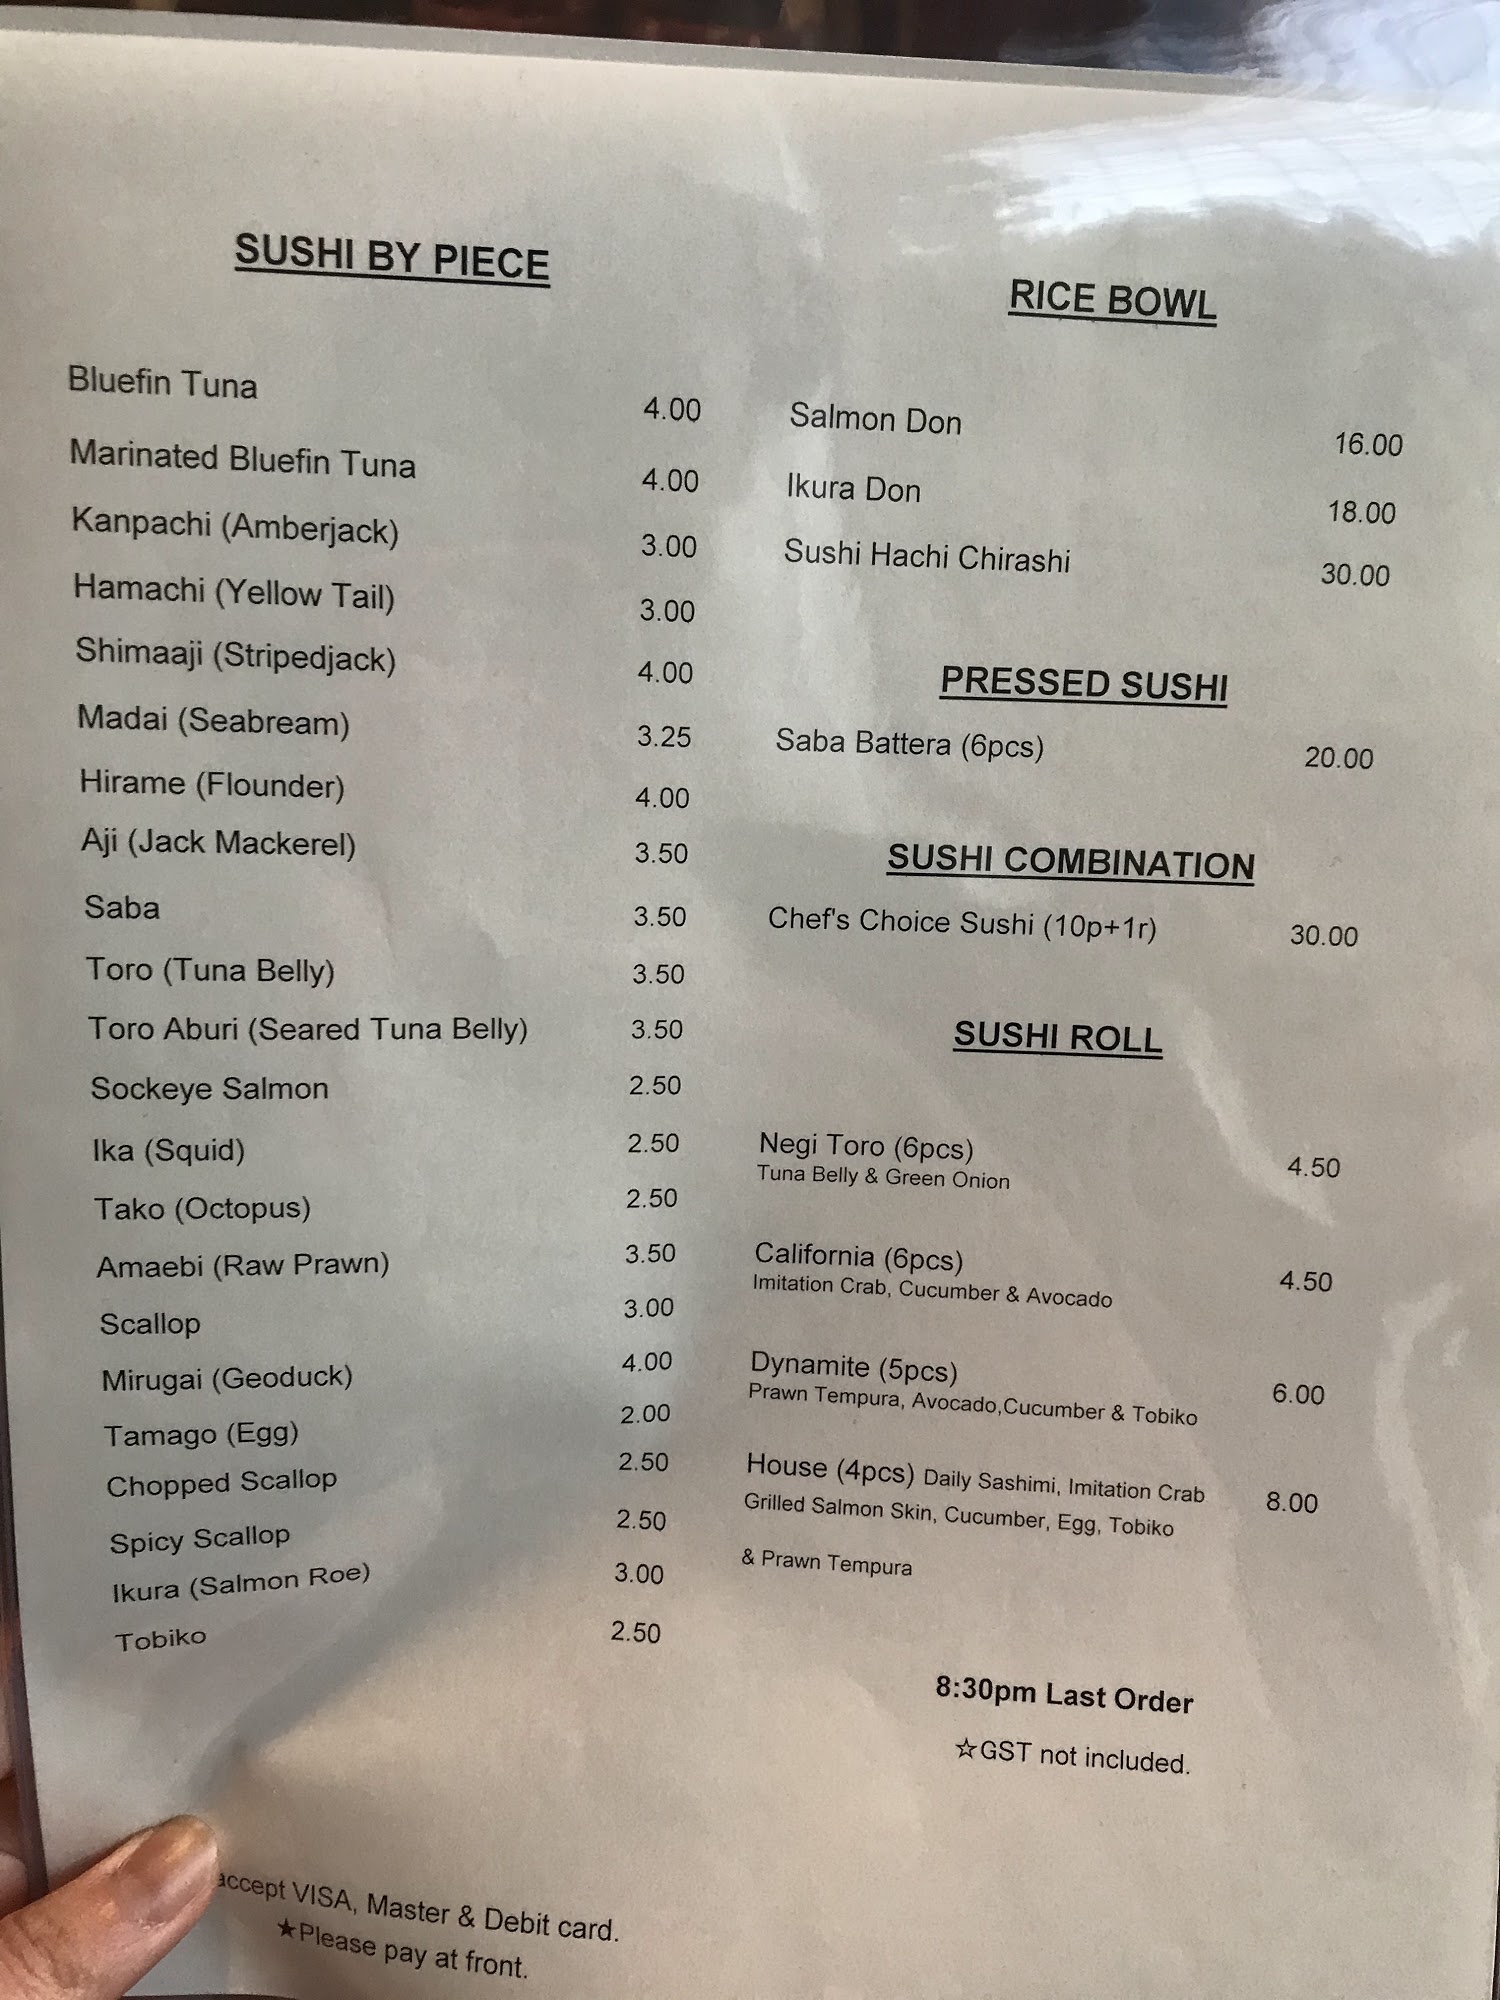 SUSHI BY PIECE
Bluefin Tuna 4.00
Marinated Bluefin Tuna 4.00
Kanpachi (Amberjack) 3.00
Hamachi (Yellow Tail) 3.00
Shimaaji (Stripedjack) 4.00
Madai (Seabream) 3.25
Hirame (Flounder) 4.00
Aji (Jack Mackerel) 3.50
Saba 3.50
Toro (Tuna Belly) 3.50
Toro Aburi (Seared Tuna Belly) 3.50
Sockeye Salmon 2.50
Ika (Squid) 2.50
Tako (Octopus) 2.50
Amaebi (Raw Prawn) 3.50
Scallop 3.00
Mirugai (Geoduck) 4.00
Tamago (Egg) 2.00
Chopped Scallop 2.50
Spicy Scallop 2.50
Ikura (Salmon Roe) 3.00
Tobiko 2.50
accept VISA, Master & Debit card.
★Please pay at front.
RICE BOWL
Salmon Don 16.00
Ikura Don 18.00
Sushi Hachi Chirashi 30.00
PRESSED SUSHI
Saba Battera (6pcs) 20.00
SUSHI COMBINATION
Chef's Choice Sushi (10p+1r) 30.00
SUSHI ROLL
Negi Toro (6pcs) 4.50
Tuna Belly & Green Onion
California (6pcs) 4.50
Imitation Crab, Cucumber & Avocado
Dynamite (5pcs) 6.00
Prawn Tempura, Avocado,Cucumber & Tobiko
House (4pcs) Daily Sashimi, Imitation Crab 8.00
Grilled Salmon Skin, Cucumber, Egg, Tobiko
& Prawn Tempura
8:30pm Last Order
☆GST not included.